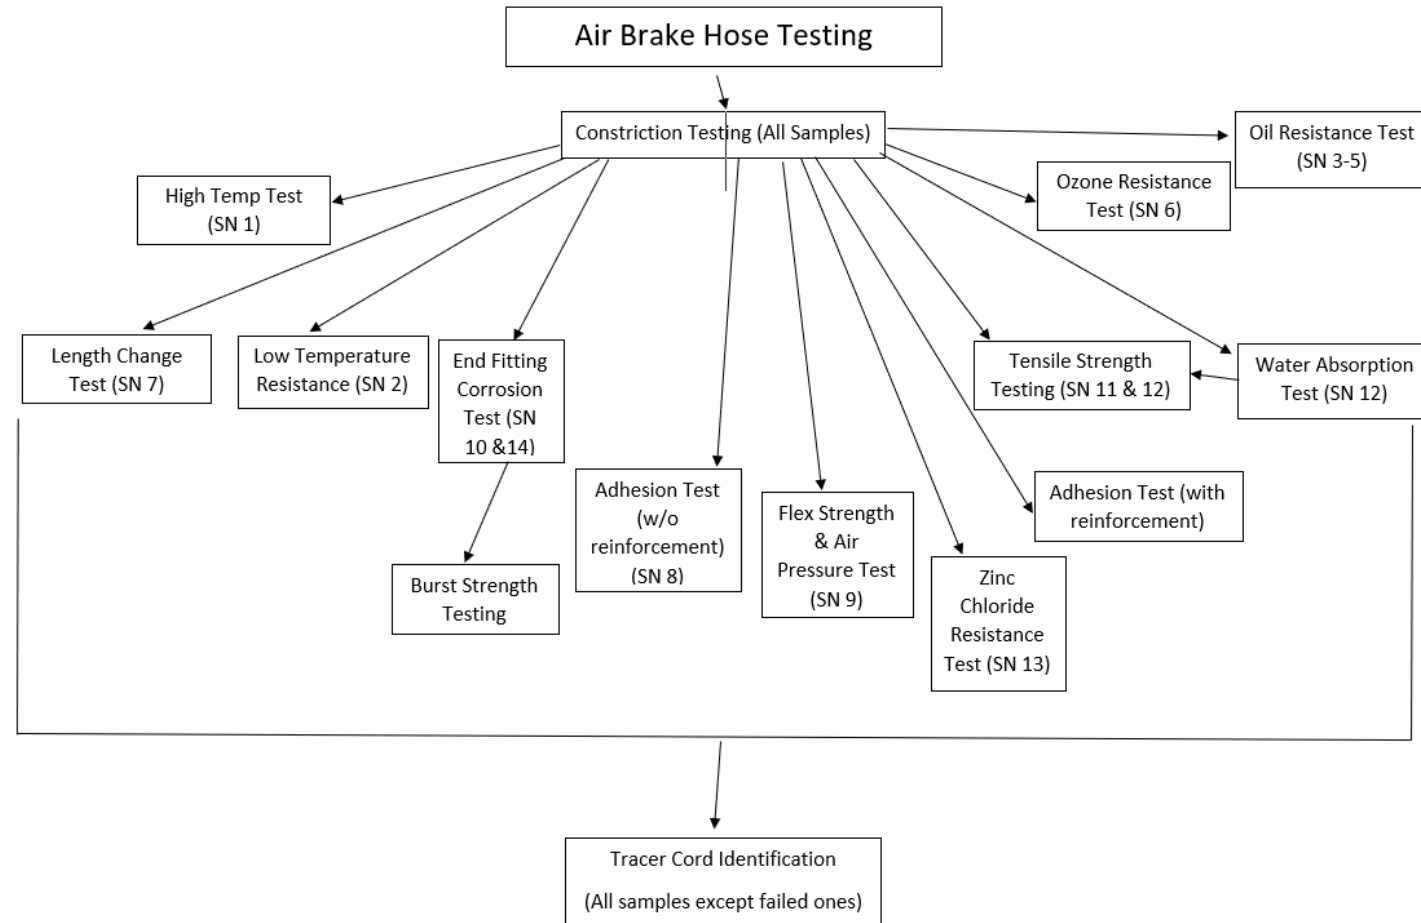 Air Brake Hose Testing
Constriction Testing (All Samples)
Oil Resistance Test
(SN 3-5)
High Temp Test
(SN 1)
Ozone Resistance
Test (SN 6)
Length Change
Test (SN 7)
Low Temperature
Resistance (SN 2)
End Fitting
Corrosion
Test (SN
10 &14)
Tensile Strength
Testing (SN 11 & 12)
Water Absorption
Test (SN 12)
Burst Strength
Testing
Adhesion Test
(w/o
reinforcement)
(SN 8)
Flex Strength
& Air
Pressure Test
(SN 9)
Zinc
Chloride
Resistance
Test (SN 13)
Adhesion Test (with
reinforcement)
Tracer Cord Identification
(All samples except failed ones)